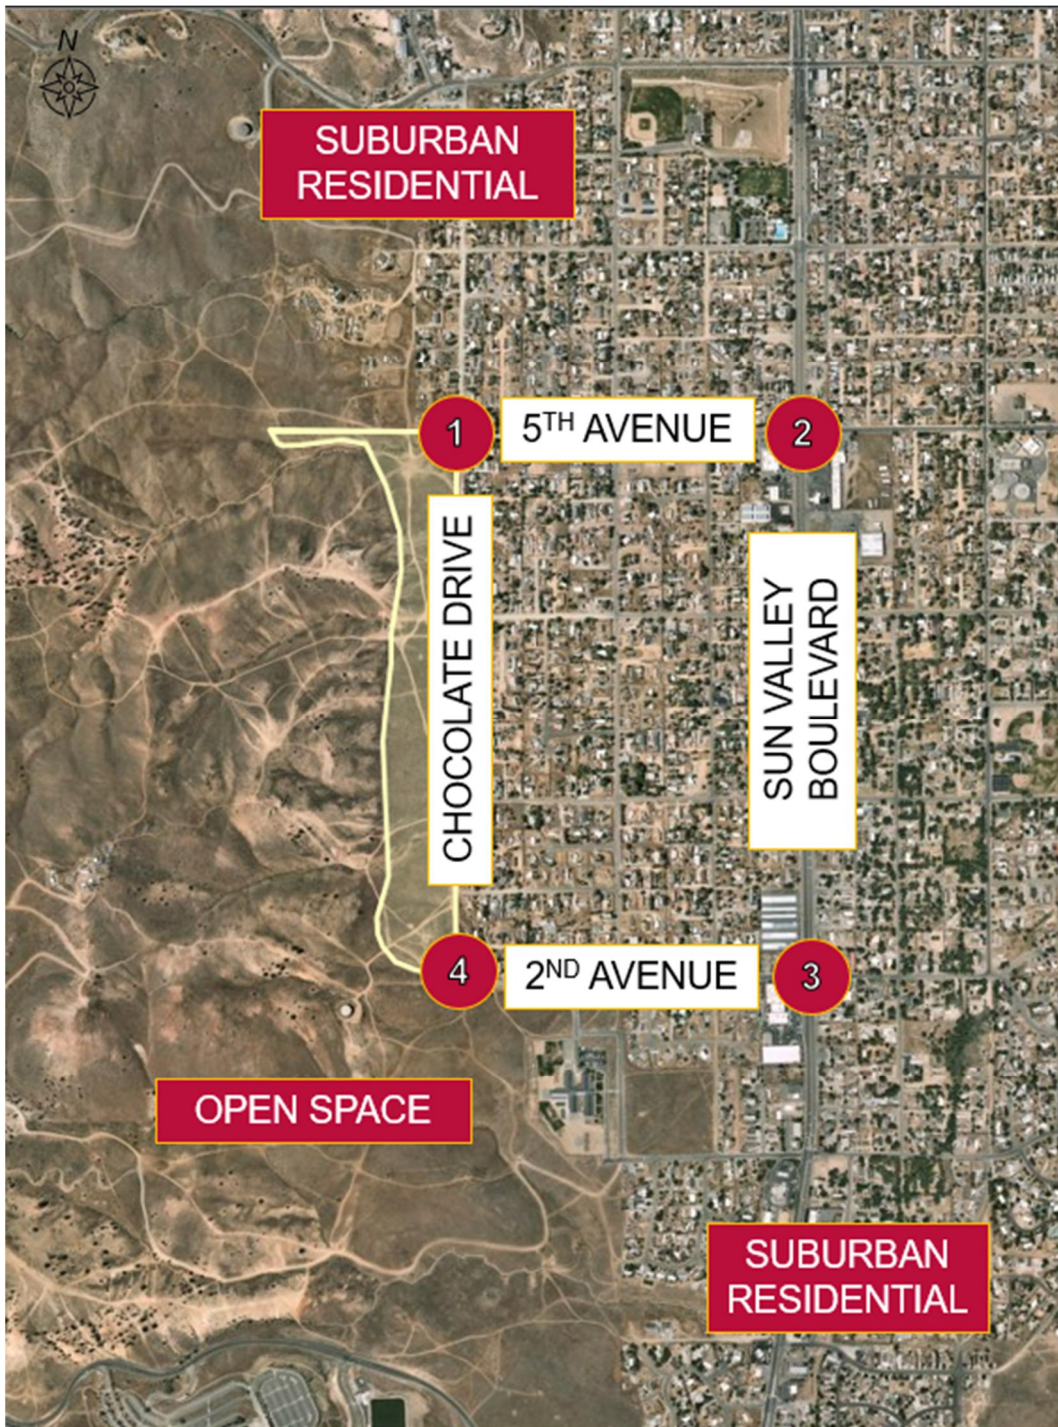 N
SUBURBAN
RESIDENTIAL
1
5TH AVENUE
2
CHOCOLATE DRIVE
SUN VALLEY
BOULEVARD
4
2ND AVENUE
3
OPEN SPACE
SUBURBAN
RESIDENTIAL